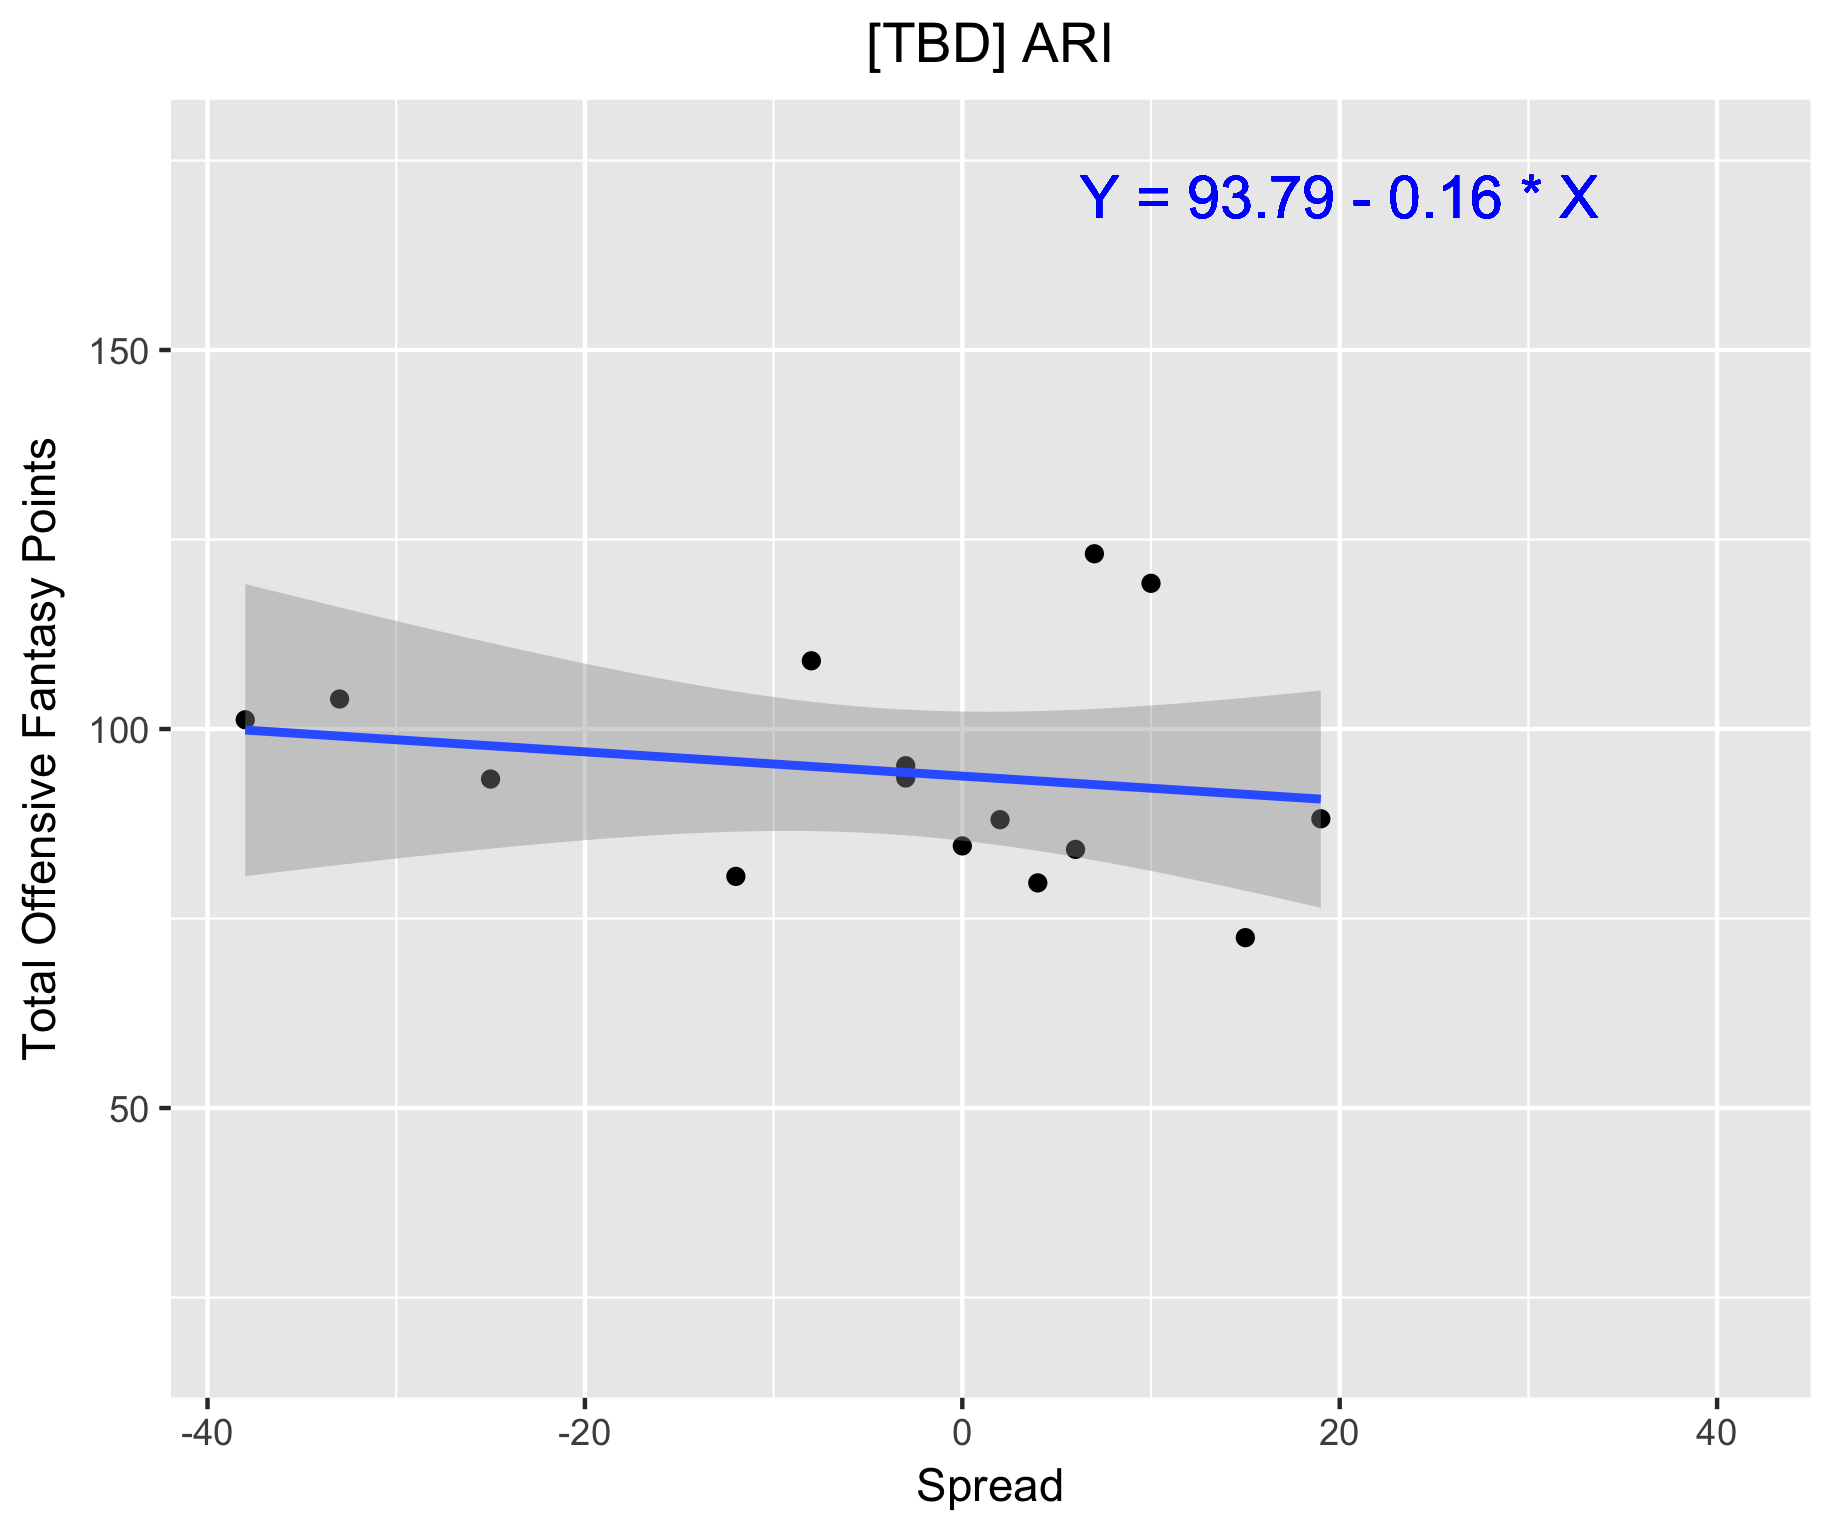 [TBD] ARI
Y = 93.79 - 0.16 * X
Total Offensive Fantasy Points
150
100
50
-40
-20
0
20
40
Spread